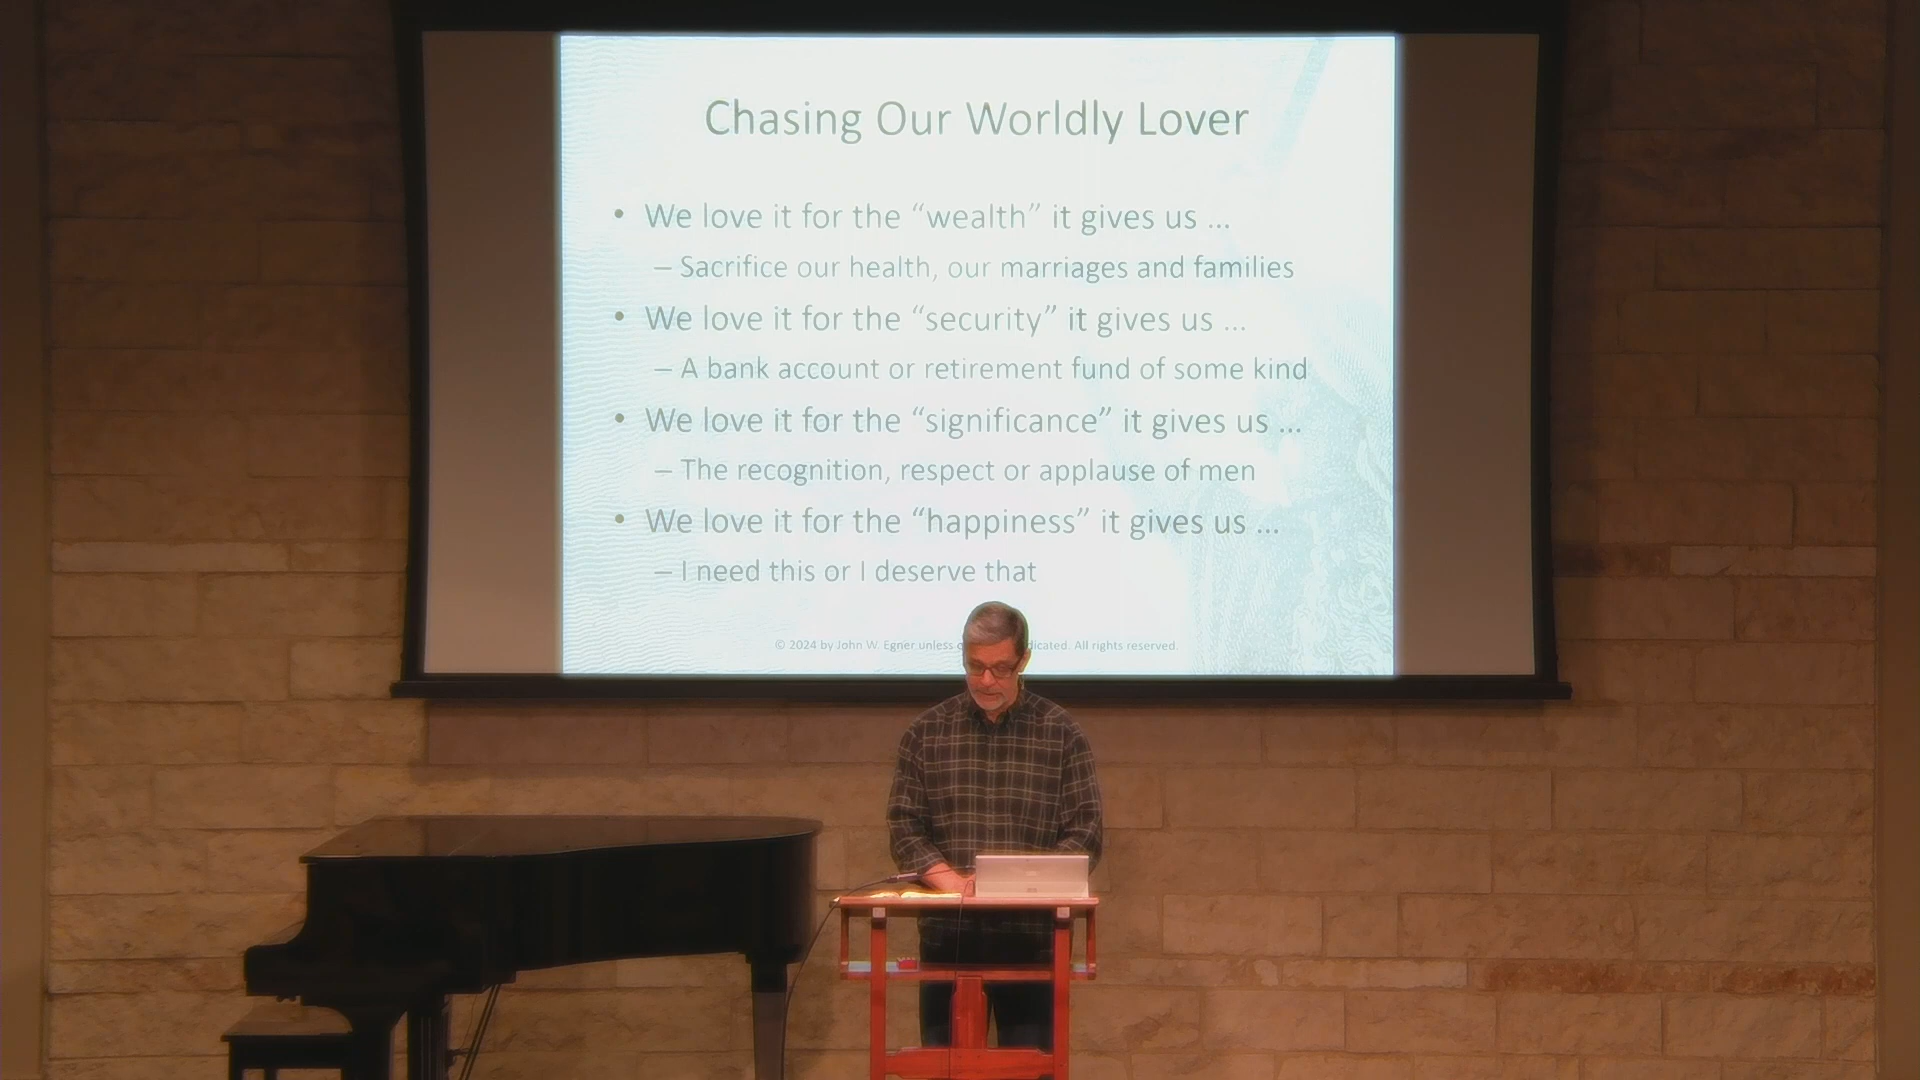 Chasing Our Worldly Lover
• We love it for the “wealth” it gives us ...
– Sacrifice our health, our marriages and families
• We love it for the “security” it gives us ...
– A bank account or retirement fund of some kind
• We love it for the “significance” it gives us ...
– The recognition, respect or applause of men
• We love it for the “happiness” it gives us ...
– I need this or I deserve that
© 2024 by John W. Egner unless dicated. All rights reserved.